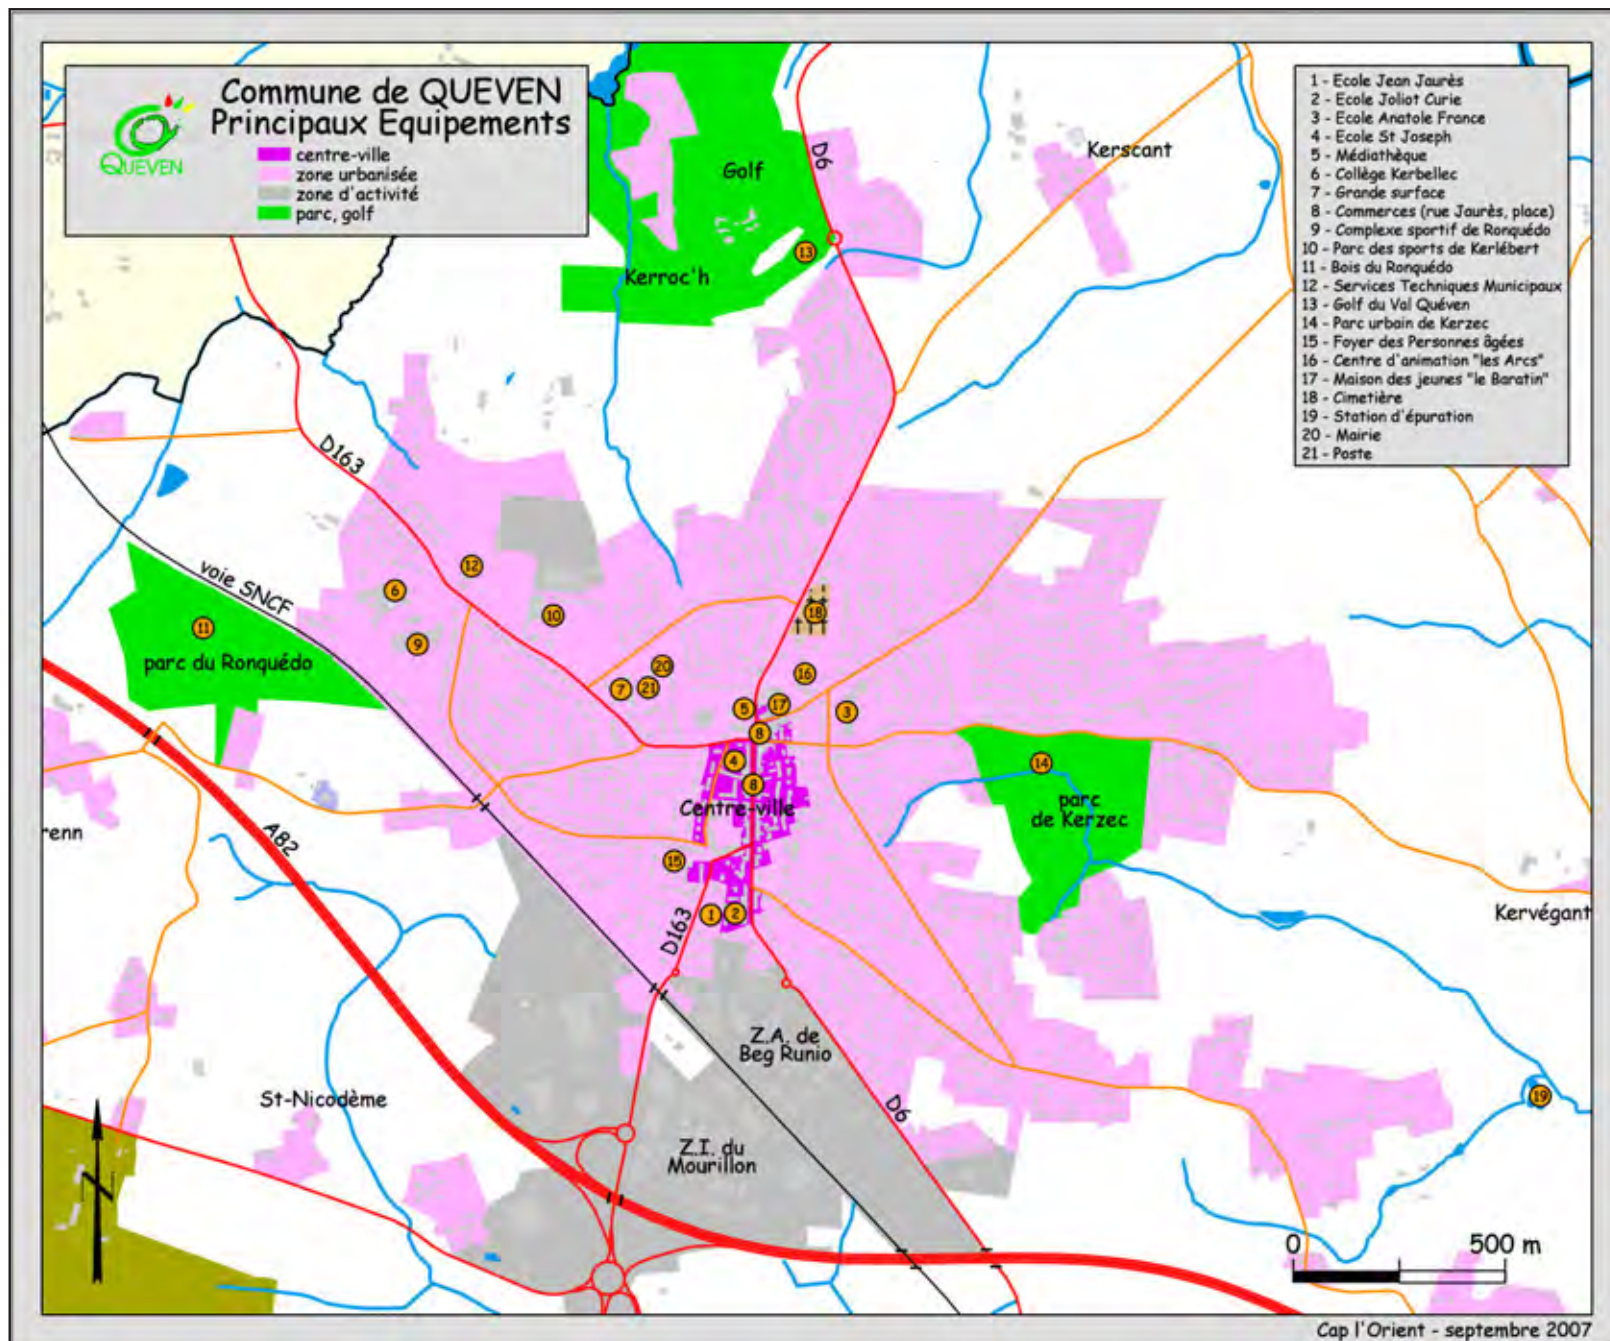 Commune de QUEVEN
Principaux Equipements
QUEVEN
centre-ville
zone urbanisée
zone d'activité
parc, golf
1 - Ecole Jean Jaurès
2 - Ecole Joliot Curie
3 - Ecole Anatole France
4 - Ecole St Joseph
5 - Médiathèque
6 - Collège Kerbellec
7 - Grande surface
8 - Commerces (rue Jaurès, place)
9 - Complexe sportif de Ronquédo
10 - Parc des sports de Kerlébert
11 - Bois du Ronquédo
12 - Services Techniques Municipaux
13 - Golf du Val Quéven
14 - Parc urbain de Kerzec
15 - Foyer des Personnes âgées
16 - Centre d'animation "les Arcs"
17 - Maison des jeunes "le Baratin"
18 - Cimetière
19 - Station d'épuration
20 - Mairie
21 - Poste
Golf
D6
Kerscant
13
Kerroc'h
D163
voie SNCF
12
6
10
18
11
9
parc du Ronquédo
20
16
7
21
5
17
3
8
4
14
8
Centre-ville
parc
de Kerzec
renn
A82
15
1
2
Kervégant
D163
Z.A. de
Beg Runio
St-Nicodème
D6
19
Z.I. du
Mourillon
N
0
500 m
Cap l'Orient - septembre 2007